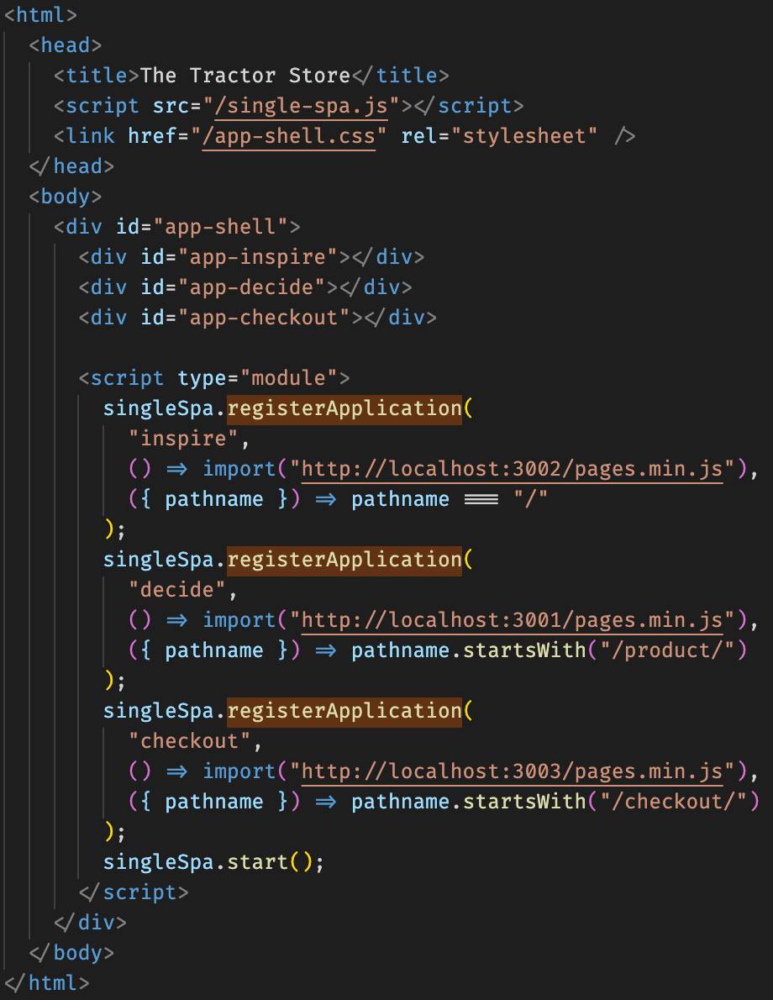 <html>
<head>
<title>The Tractor Store</title>
<script src="/single-spa.js"></script>
<link href="/app-shell.css" rel="stylesheet" />
</head>
<body>
<div id="app-shell">
<div id="app-inspire"></div>
<div id="app-decide"></div>
<div id="app-checkout"></div>
<script type="module">
singleSpa.registerApplication(
"inspire",
() => import("http://localhost:3002/pages.min.js"),
({ pathname }) => pathname === "/"
);
singleSpa.registerApplication(
"decide",
() => import("http://localhost:3001/pages.min.js"),
({ pathname }) => pathname.startsWith("/product/")
);
singleSpa.registerApplication(
"checkout",
() => import("http://localhost:3003/pages.min.js"),
({ pathname }) => pathname.startsWith("/checkout/")
);
singleSpa.start();
</script>
</div>
</body>
</html>